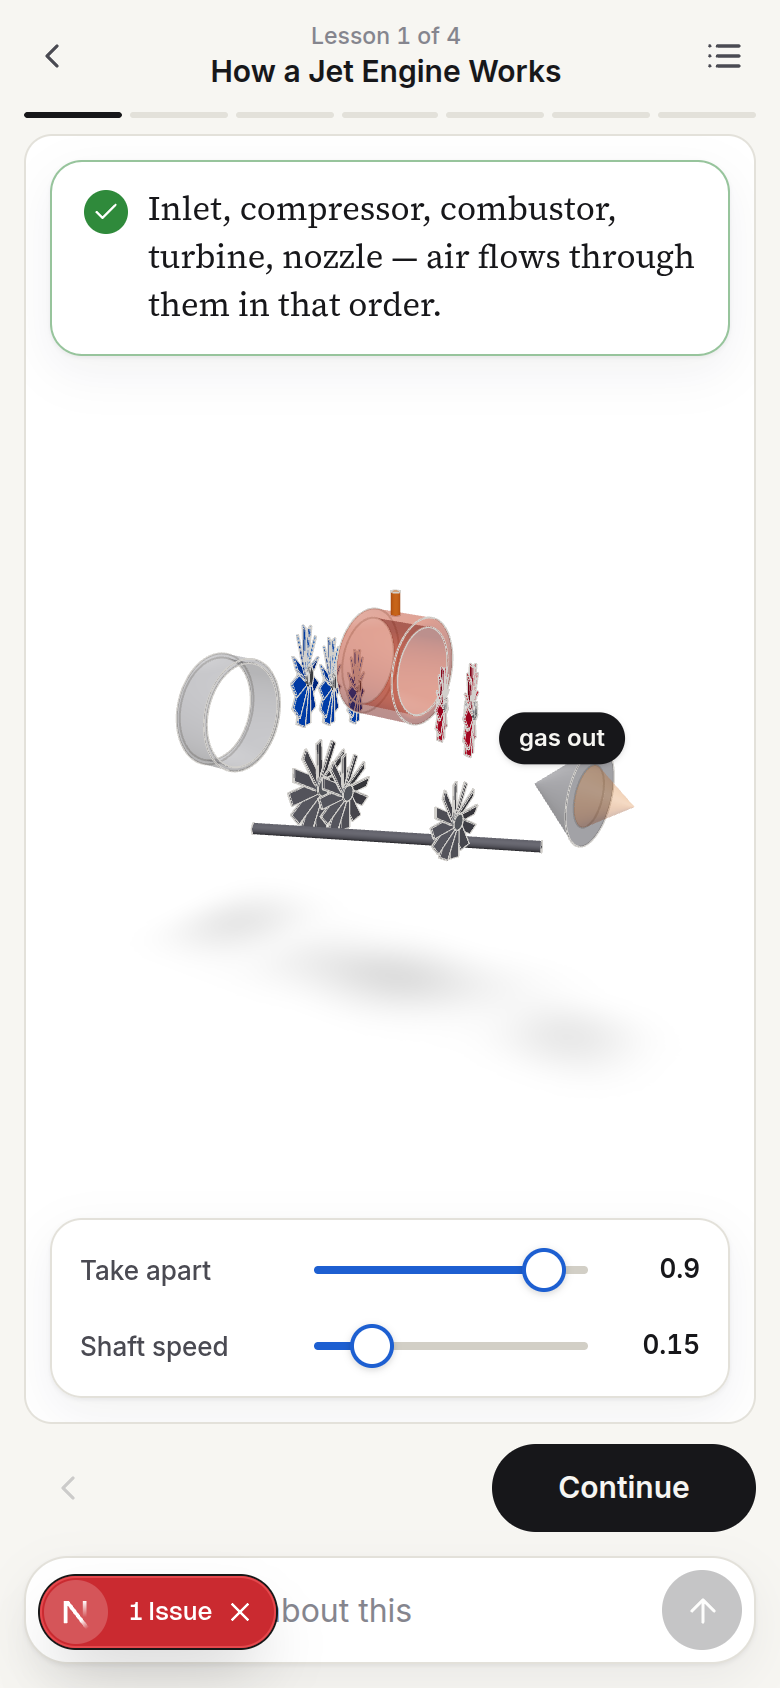 Lesson 1 of 4
How a Jet Engine Works
Inlet, compressor, combustor,
turbine, nozzle — air flows through
them in that order.
gas out
Take apart
0.9
Shaft speed
0.15
Continue
N
1 Issue
bout this